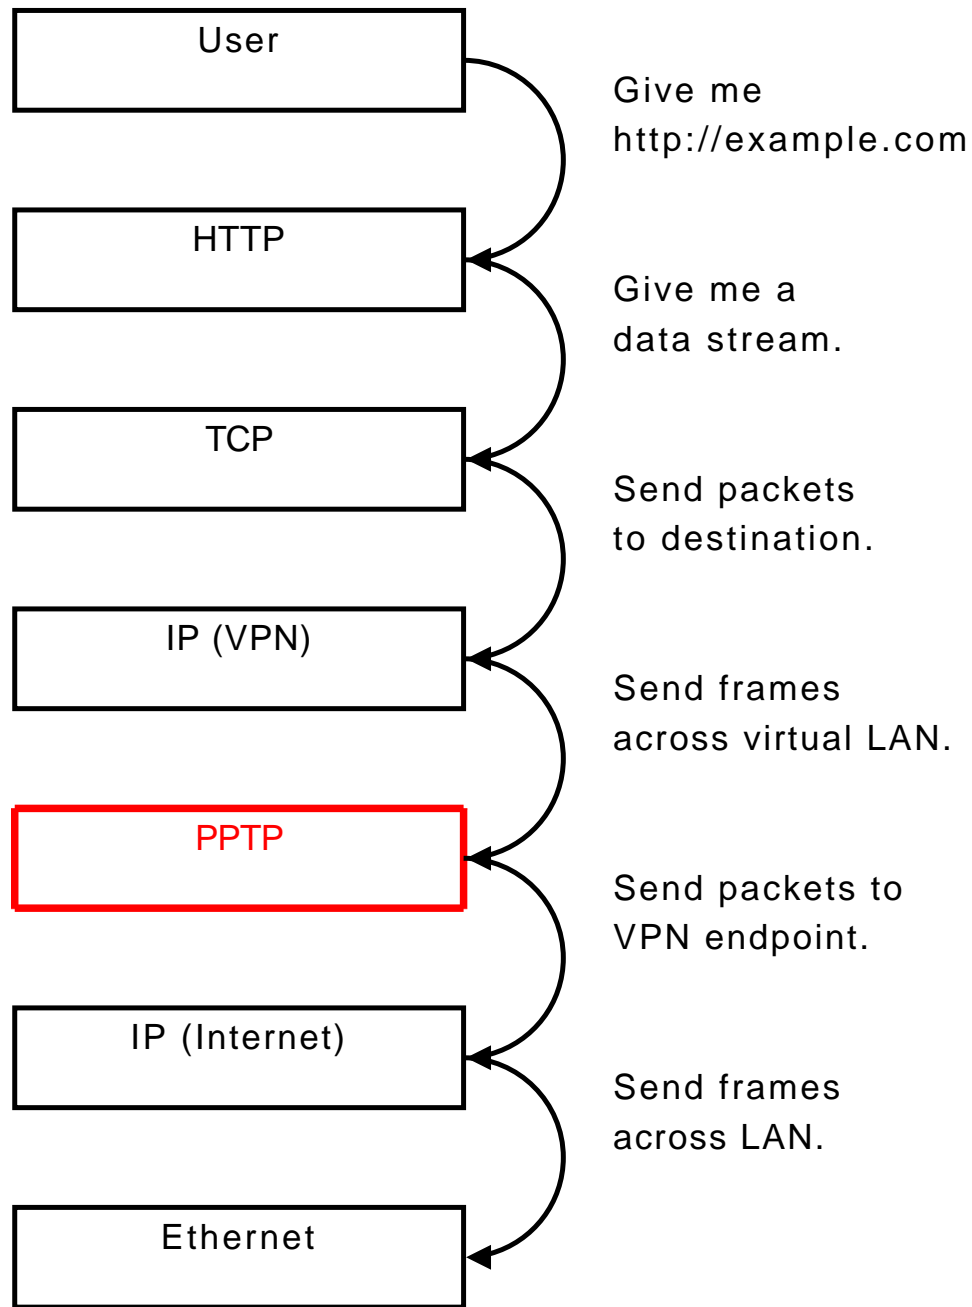 User
Give me
http://example.com
HTTP
Give me a
data stream.
TCP
Send packets
to destination.
IP (VPN)
Send frames
across virtual LAN.
PPTP
Send packets to
VPN endpoint.
IP (Internet)
Send frames
across LAN.
Ethernet